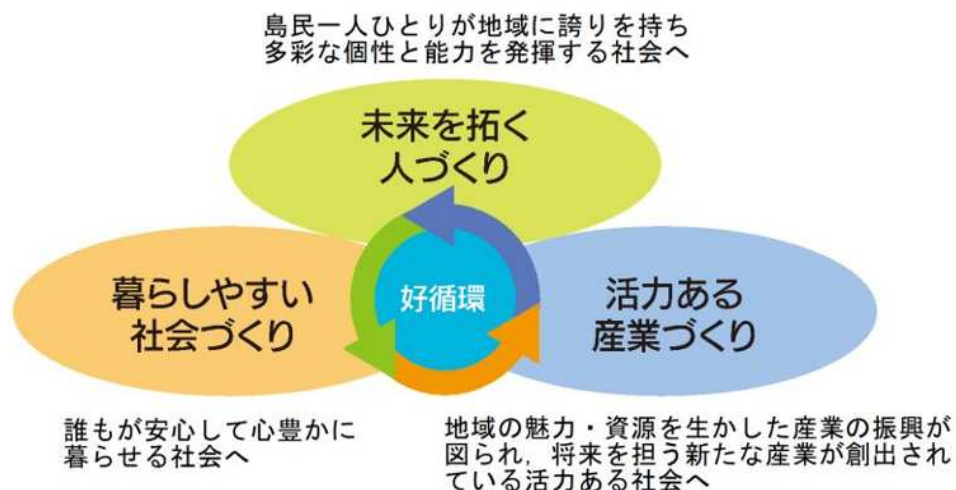 島民一人ひとりが地域に誇りを持ち
多彩な個性と能力を発揮する社会へ
未来を拓く
人づくり
暮らしやすい
社会づくり
好循環
活力ある
産業づくり
誰もが安心して心豊かに
暮らせる社会へ
地域の魅力・資源を生かした産業の振興が
図られ，将来を担う新たな産業が創出され
ている活力ある社会へ